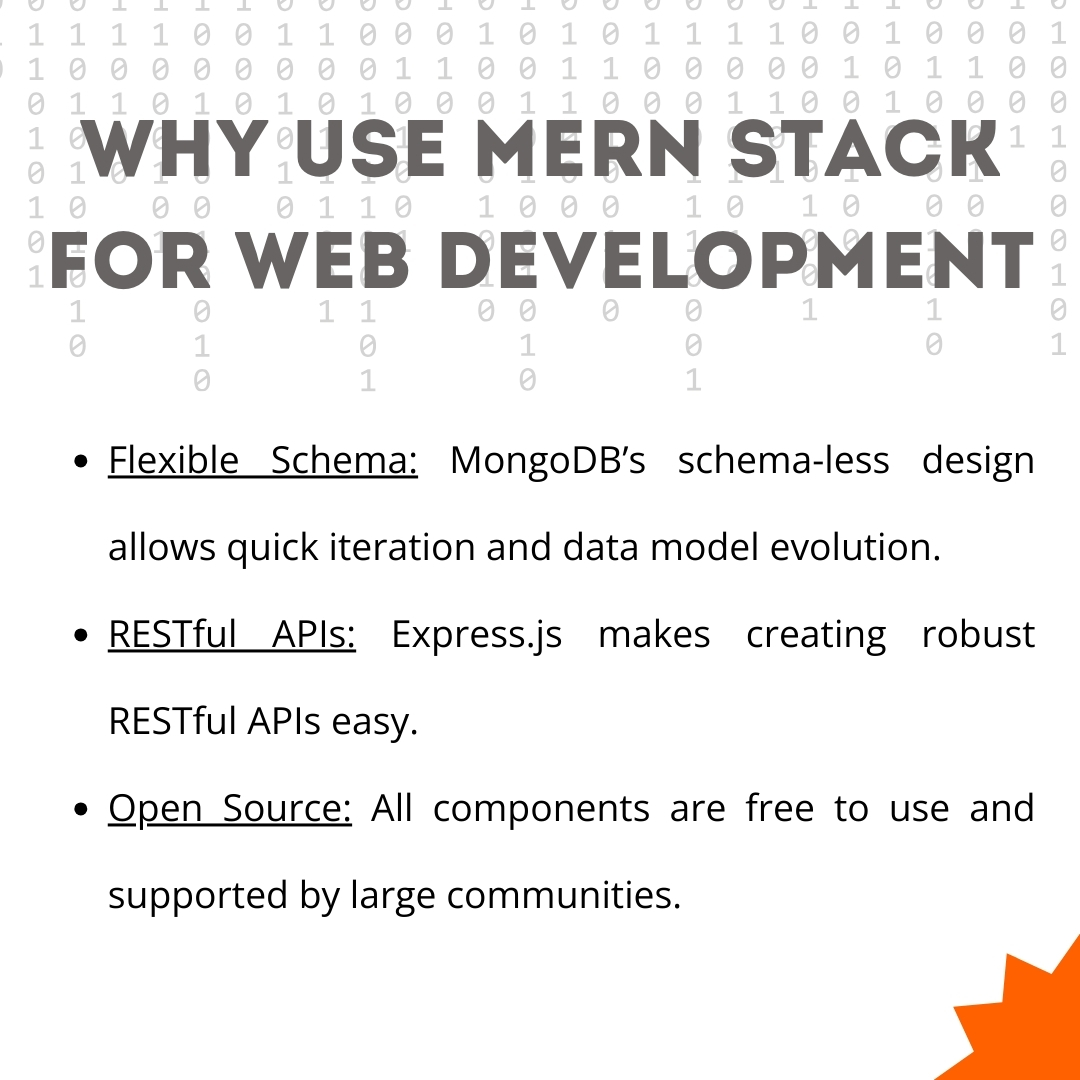 WHY USE MERN STACK
FOR WEB DEVELOPMENT
• Flexible Schema: MongoDB’s schema-less design
allows quick iteration and data model evolution.
• RESTful APIs: Express.js makes creating robust
RESTful APIs easy.
• Open Source: All components are free to use and
supported by large communities.